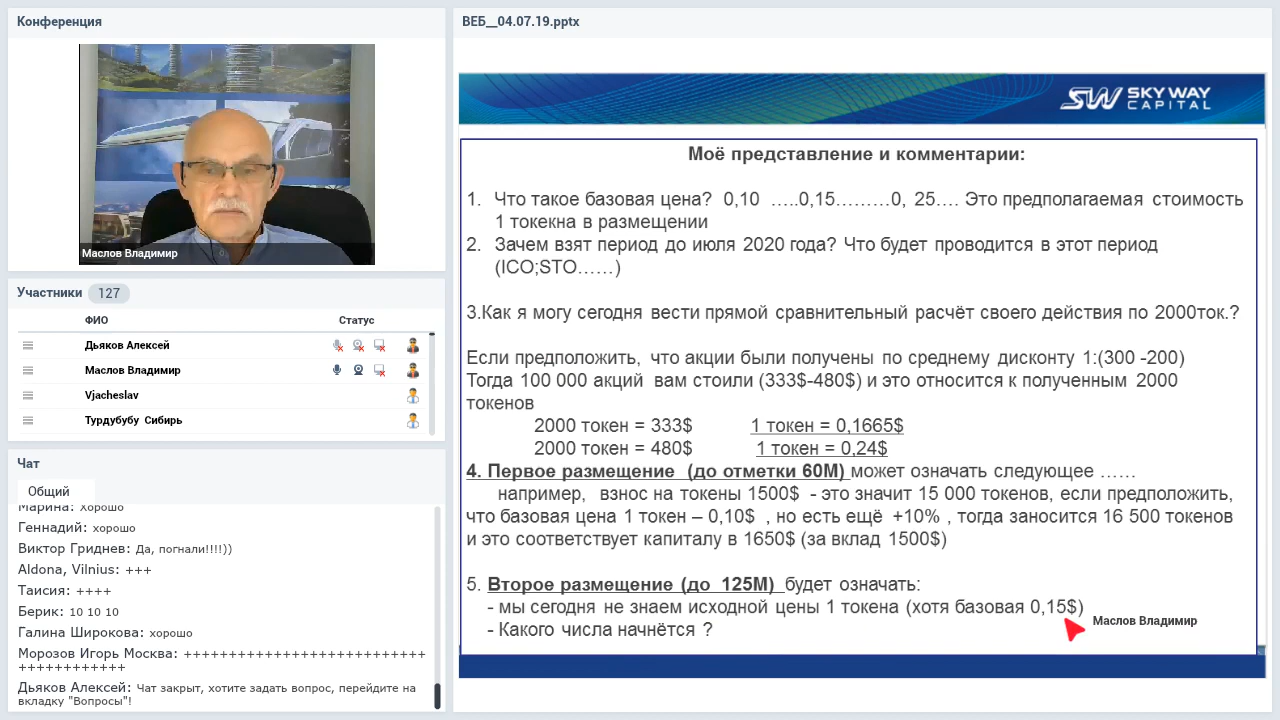 Конференция
Маслов Владимир
Участники 127
ФИО Статус
Дьяков Алексей
Маслов Владимир
Vjacheslav
Турдубубу Сибирь
Чат
Общий
Марина: хорошо
Геннадий: хорошо
Виктор Гриднев: Да, погнали!!!!))
Aldona, Vilnius: +++
Таисия: ++++
Берик: 10 10 10
Галина Широкова: хорошо
Морозов Игорь Москва: +++++++++++++++++++++++++++
++++++++++++
Дьяков Алексей: Чат закрыт, хотите задать вопрос, перейдите на
вкладку "Вопросы"!
ВЕБ__04.07.19.pptx
SW SKY WAY
CAPITAL
Моё представление и комментарии:
1. Что такое базовая цена? 0,10 …..0,15………0, 25…. Это предполагаемая стоимость
1 токекна в размещении
2. Зачем взят период до июля 2020 года? Что будет проводится в этот период
(ICO;STO……)
3.Как я могу сегодня вести прямой сравнительный расчёт своего действия по 2000ток.?
Если предположить, что акции были получены по среднему дисконту 1:(300 -200)
Тогда 100 000 акций вам стоили (333$-480$) и это относится к полученным 2000
токенов
2000 токен = 333$ 1 токен = 0,1665$
2000 токен = 480$ 1 токен = 0,24$
4. Первое размещение (до отметки 60М) может означать следующее ……
например, взнос на токены 1500$ - это значит 15 000 токенов, если предположить,
что базовая цена 1 токен – 0,10$ , но есть ещё +10% , тогда заносится 16 500 токенов
и это соответствует капиталу в 1650$ (за вклад 1500$)
5. Второе размещение (до 125М) будет означать:
- мы сегодня не знаем исходной цены 1 токена (хотя базовая 0,15$)
- Какого числа начнётся ?
Маслов Владимир